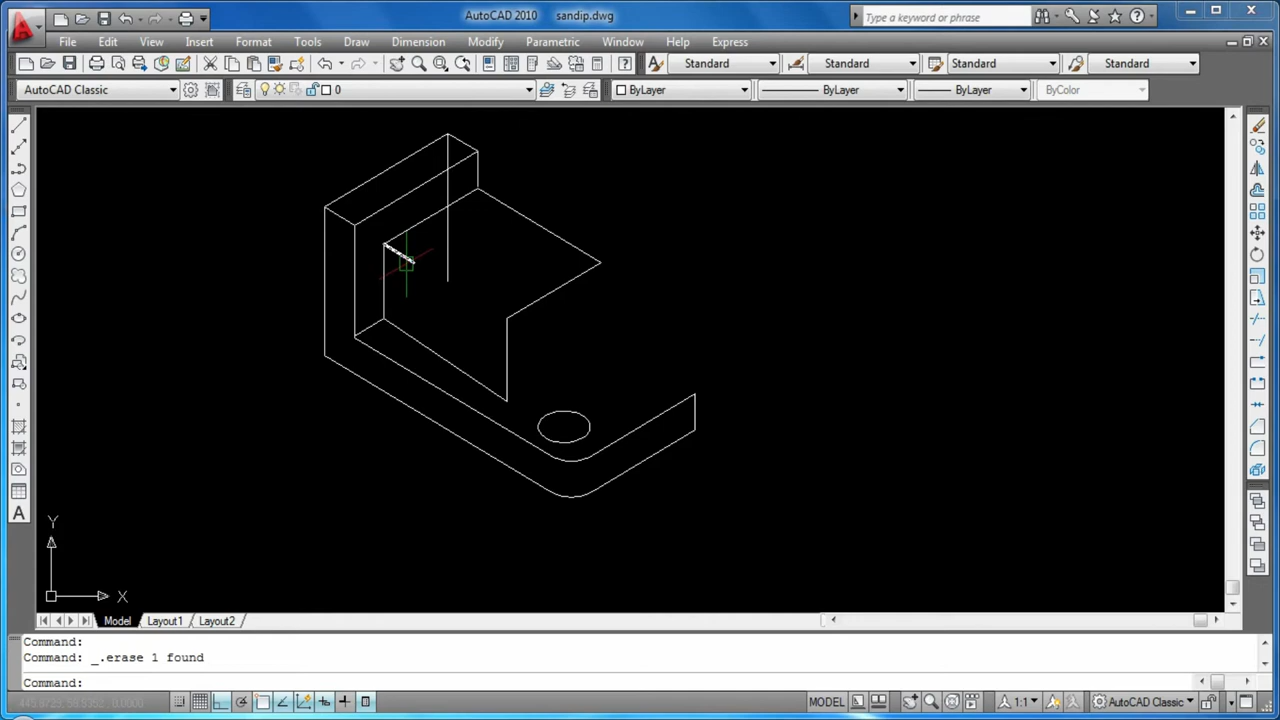 AutoCAD 2010 sandip.dwg
Type a keyword or phrase
File Edit View Insert Format Tools Draw Dimension Modify Parametric Window Help Express
Standard Standard Standard Standard
AutoCAD Classic 0 ByLayer ByLayer ByLayer ByColor
Y
X
A
Model Layout1 Layout2
Command:
Command: _.erase 1 found
Command:
MODEL 1:1 AutoCAD Classic